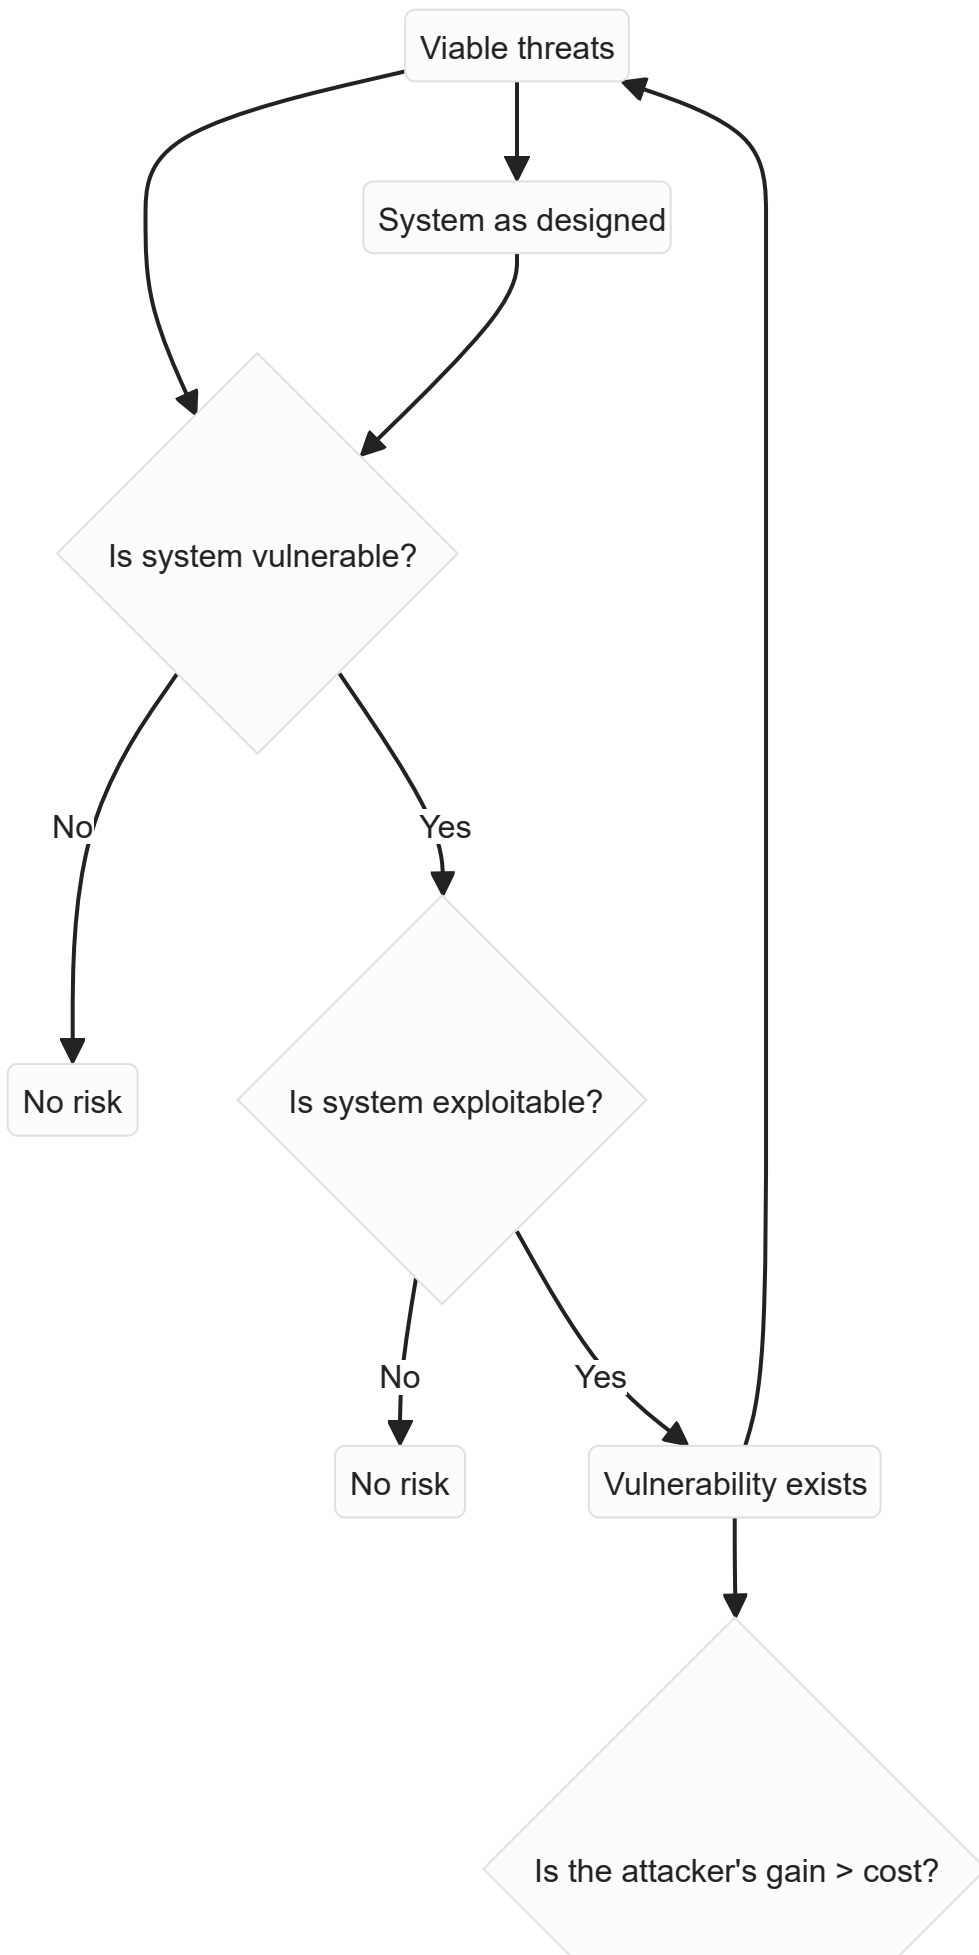 Viable threats
System as designed
Is system vulnerable?
No
Yes
No risk
Is system exploitable?
No
Yes
No risk
Vulnerability exists
Is the attacker's gain > cost?